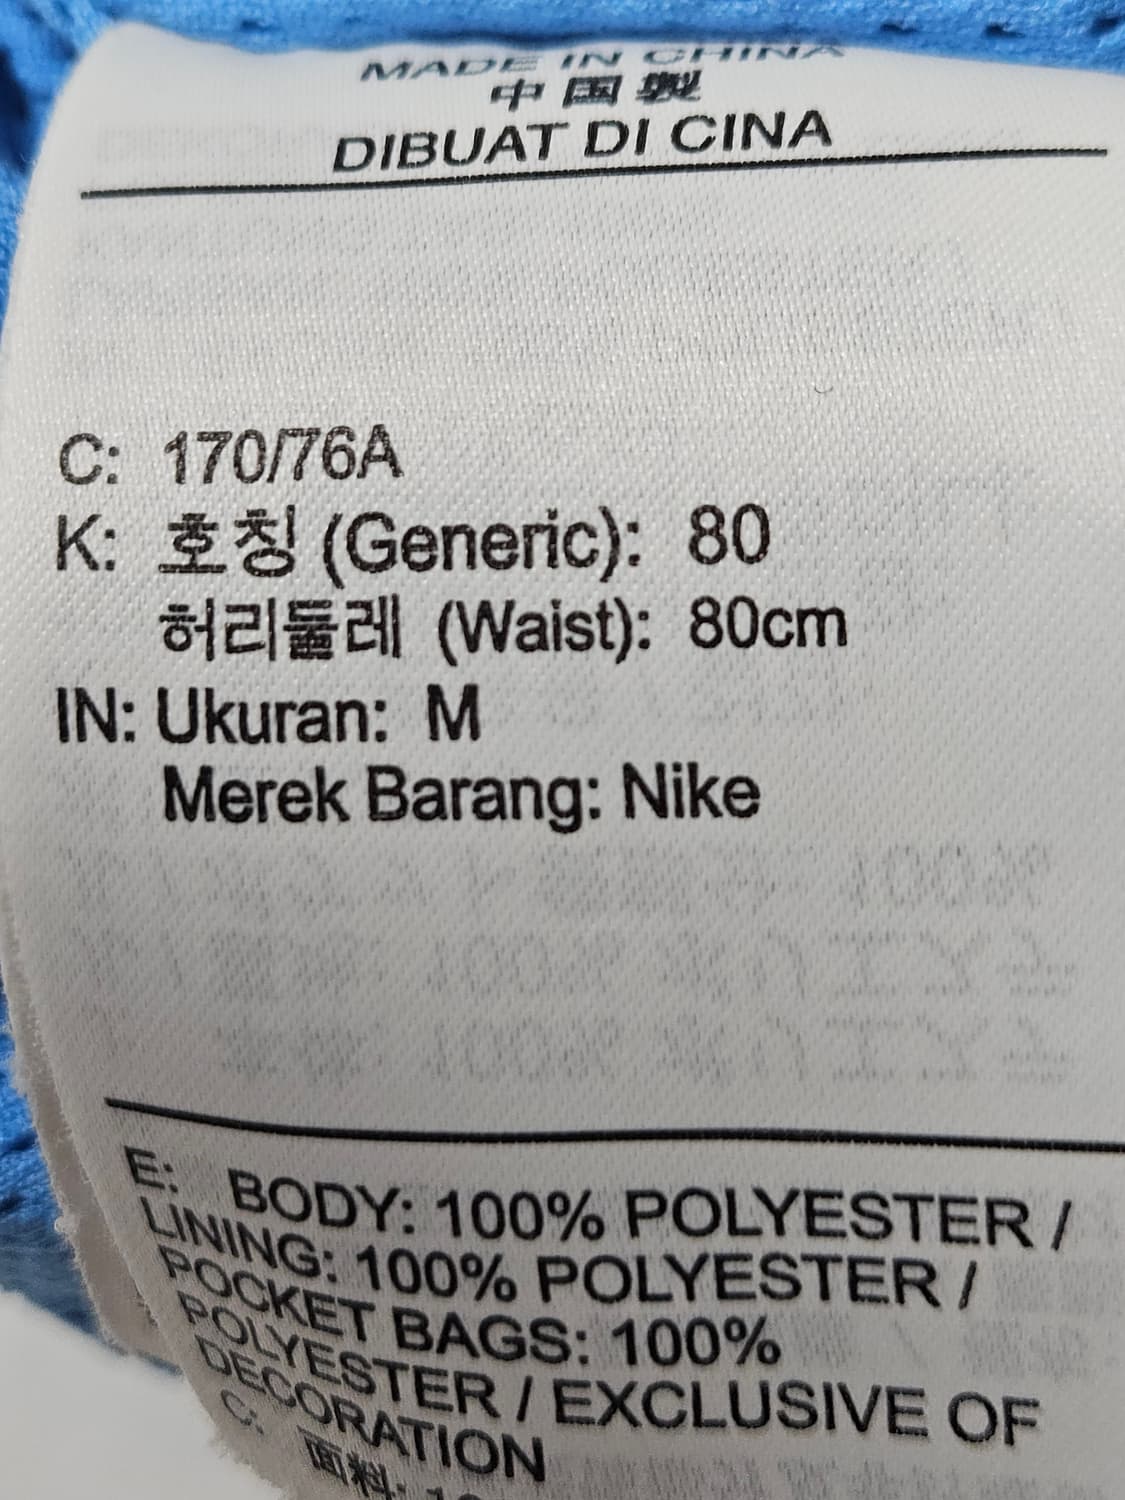 MADE IN CHINA
中国製
DIBUAT DI CINA
C: 170/76A
K: 호칭 (Generic): 80
허리둘레 (Waist): 80cm
IN: Ukuran: M
Merek Barang: Nike
E: BODY: 100% POLYESTER /
LINING: 100% POLYESTER /
POCKET BAGS: 100%
POLYESTER / EXCLUSIVE OF
DECORATION
C: 面料: